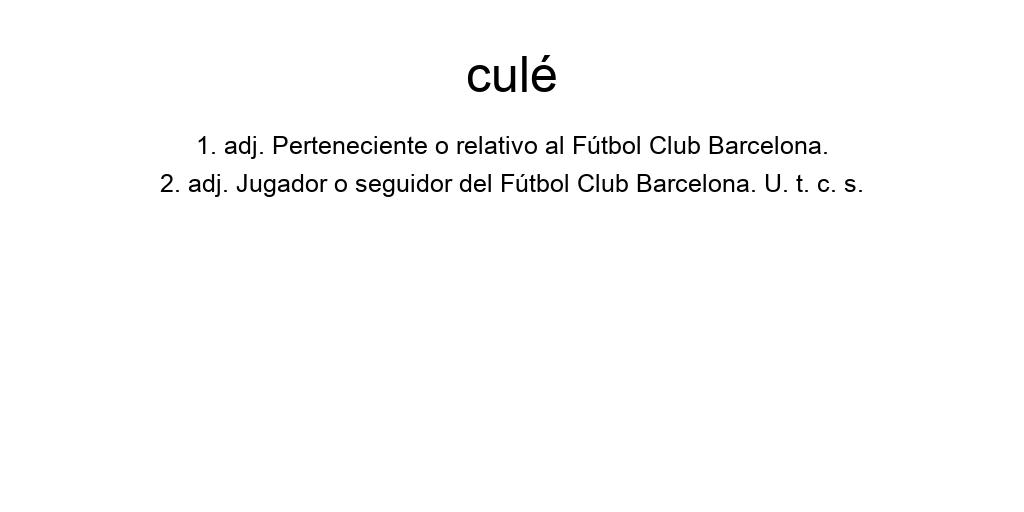 culé
1. adj. Perteneciente o relativo al Fútbol Club Barcelona.
2. adj. Jugador o seguidor del Fútbol Club Barcelona. U. t. c. s.